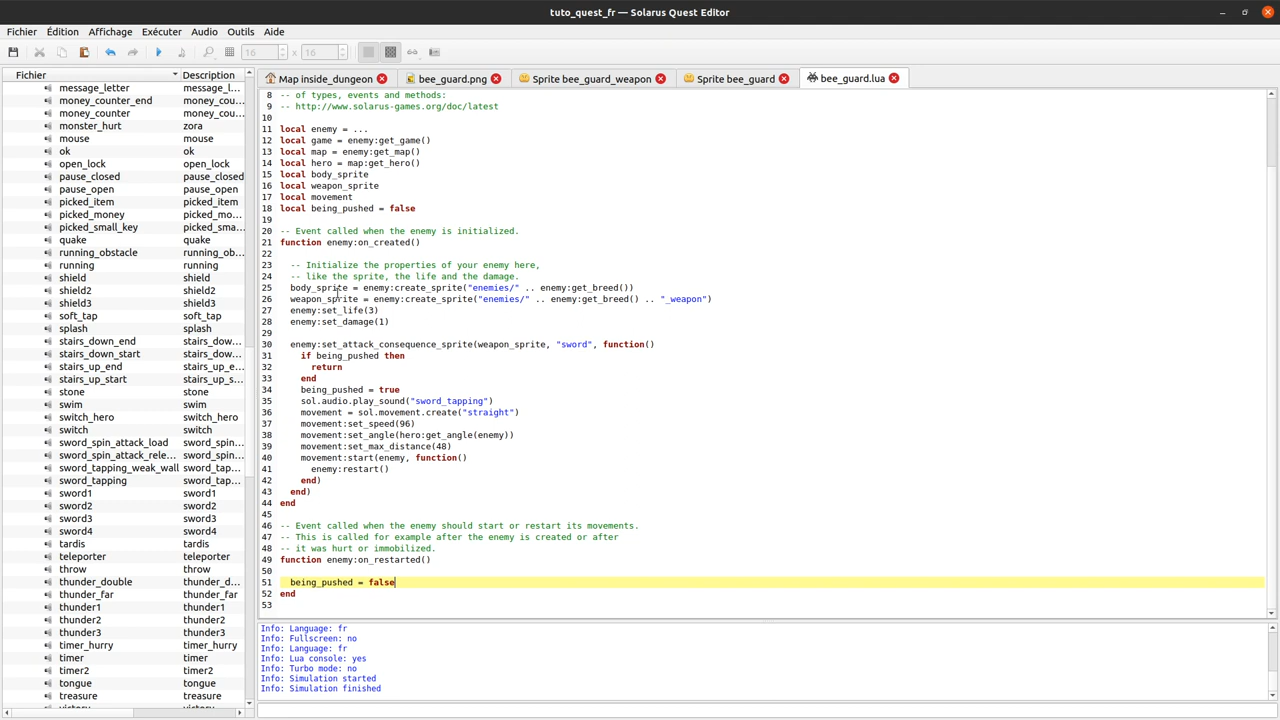 tuto_quest_fr — Solarus Quest Editor
Fichier Édition Affichage Exécuter Audio Outils Aide
16 x 16
Fichier Description
message_letter message_l...
money_counter_end money_cou...
money_counter money_cou...
monster_hurt zora
mouse mouse
ok ok
open_lock open_lock
pause_closed pause_closed
pause_open pause_open
picked_item picked_item
picked_money picked_mo...
picked_small_key picked_sm...
quake quake
running_obstacle running_ob...
running running
shield shield
shield2 shield2
shield3 shield3
soft_tap soft_tap
splash splash
stairs_down_end stairs_dow...
stairs_down_start stairs_dow...
stairs_up_end stairs_up_e...
stairs_up_start stairs_up_s...
stone stone
swim swim
switch_hero switch_hero
switch switch
sword_spin_attack_load sword_spin...
sword_spin_attack_rele... sword_spin...
sword_tapping_weak_wall sword_tap...
sword_tapping sword_tap...
sword1 sword1
sword2 sword2
sword3 sword3
sword4 sword4
tardis tardis
teleporter teleporter
throw throw
thunder_double thunder_d...
thunder_far thunder_far
thunder1 thunder1
thunder2 thunder2
thunder3 thunder3
timer_hurry timer_hurry
timer timer
timer2 timer2
tongue tongue
treasure treasure
victory victory
Map inside_dungeon bee_guard.png Sprite bee_guard_weapon Sprite bee_guard bee_guard.lua
8 -- of types, events and methods:
9 -- http://www.solarus-games.org/doc/latest
10
11 local enemy = ...
12 local game = enemy:get_game()
13 local map = enemy:get_map()
14 local hero = map:get_hero()
15 local body_sprite
16 local weapon_sprite
17 local movement
18 local being_pushed = false
19
20 -- Event called when the enemy is initialized.
21 function enemy:on_created()
22
23 -- Initialize the properties of your enemy here,
24 -- like the sprite, the life and the damage.
25 body_sprite = enemy:create_sprite("enemies/" .. enemy:get_breed())
26 weapon_sprite = enemy:create_sprite("enemies/" .. enemy:get_breed() .. "_weapon")
27 enemy:set_life(3)
28 enemy:set_damage(1)
29
30 enemy:set_attack_consequence_sprite(weapon_sprite, "sword", function()
31 if being_pushed then
32 return
33 end
34 being_pushed = true
35 sol.audio.play_sound("sword_tapping")
36 movement = sol.movement.create("straight")
37 movement:set_speed(96)
38 movement:set_angle(hero:get_angle(enemy))
39 movement:set_max_distance(48)
40 movement:start(enemy, function()
41 enemy:restart()
42 end)
43 end)
44 end
45
46 -- Event called when the enemy should start or restart its movements.
47 -- This is called for example after the enemy is created or after
48 -- it was hurt or immobilized.
49 function enemy:on_restarted()
50
51 being_pushed = false
52 end
53
Info: Language: fr
Info: Fullscreen: no
Info: Language: fr
Info: Lua console: yes
Info: Turbo mode: no
Info: Simulation started
Info: Simulation finished